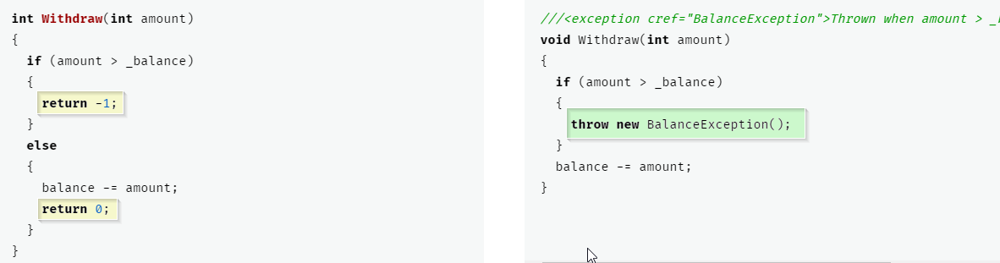 int Withdraw(int amount)
{
if (amount > _balance)
{
return -1;
}
else
{
balance -= amount;
return 0;
}
}
///<exception cref="BalanceException">Thrown when amount >
void Withdraw(int amount)
{
if (amount > _balance)
{
throw new BalanceException();
}
balance -= amount;
}